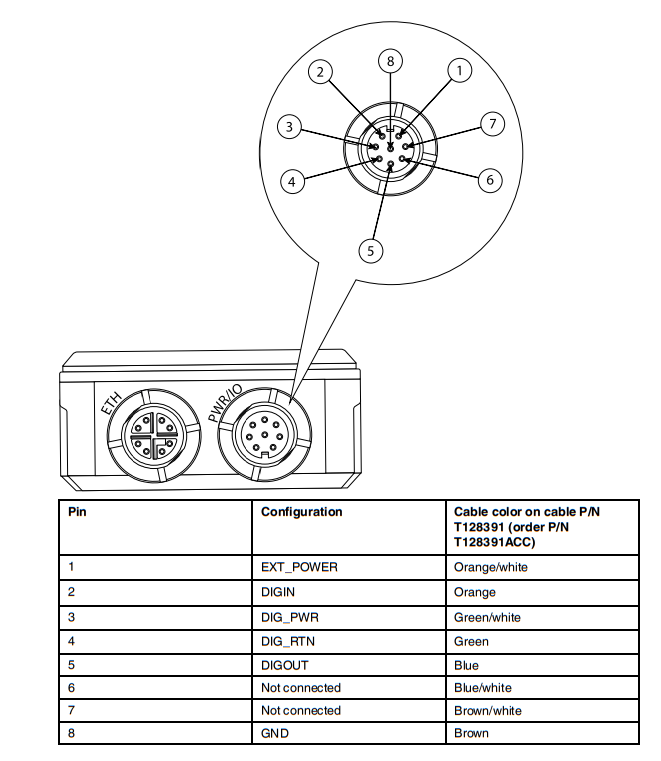 8
2
1
3
7
4
6
5
ETH
PWR/IO
Pin Configuration Cable color on cable P/N
T128391 (order P/N
T128391ACC)
1 EXT_POWER Orange/white
2 DIGIN Orange
3 DIG_PWR Green/white
4 DIG_RTN Green
5 DIGOUT Blue
6 Not connected Blue/white
7 Not connected Brown/white
8 GND Brown